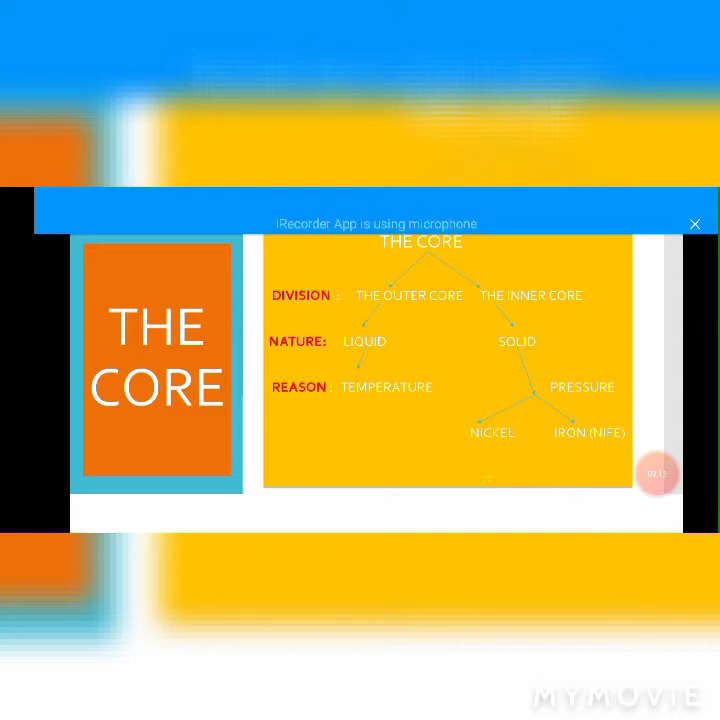 iRecorder App is using microphone
THE CORE
THE
CORE
DIVISION : THE OUTER CORE THE INNER CORE
NATURE: LIQUID SOLID
REASON : TEMPERATURE PRESSURE
NICKEL IRON (NIFE)
MYMOVIE